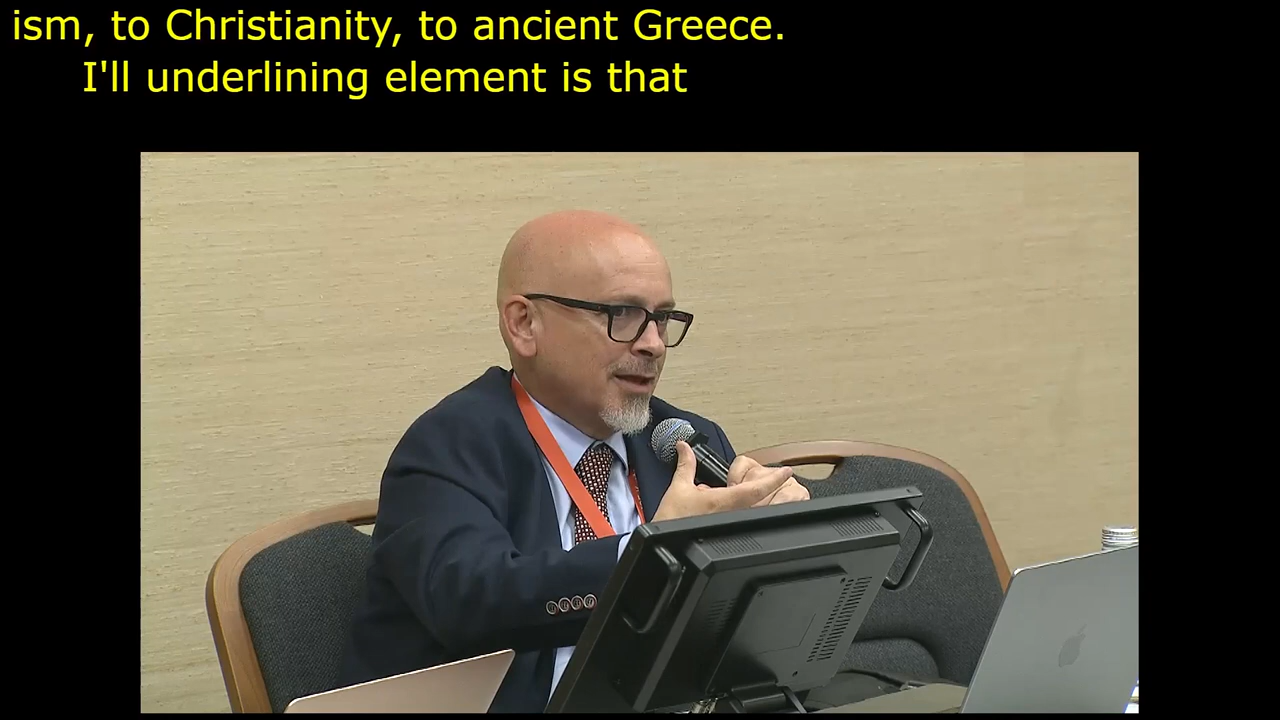 ism, to Christianity, to ancient Greece.
I'll underlining element is that